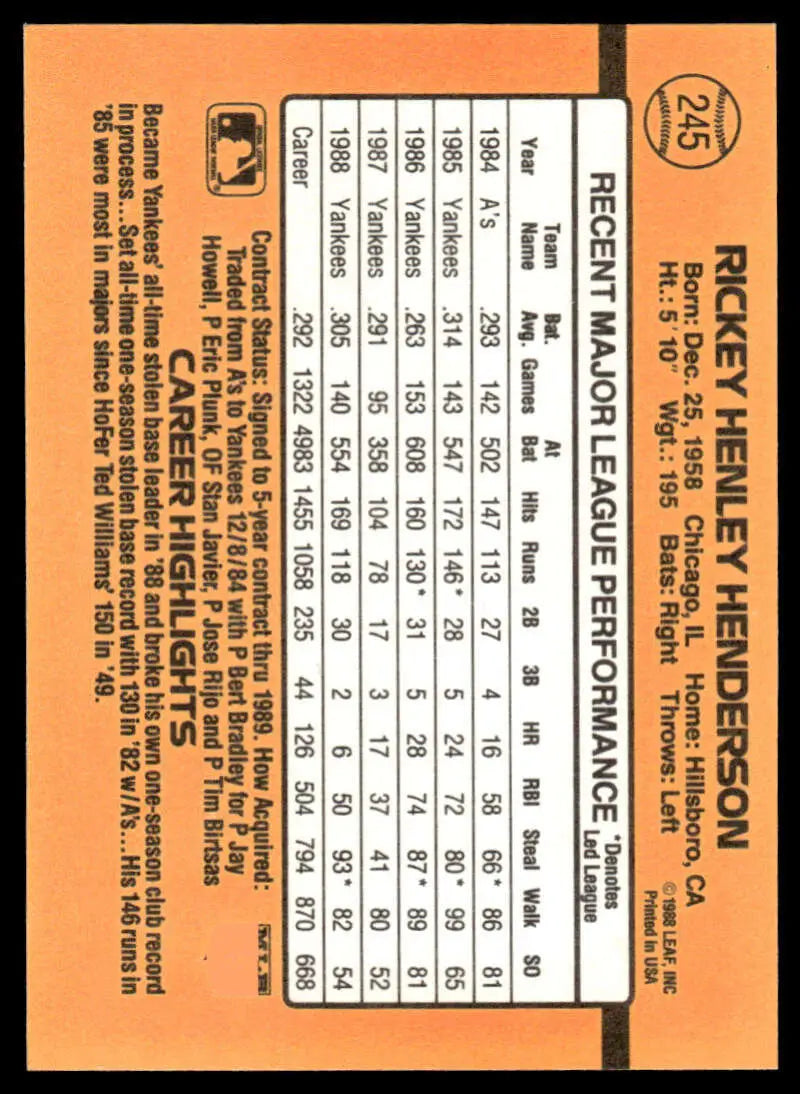 245
RICKEY HENLEY HENDERSON
Born: Dec. 25, 1958 Chicago, IL Home: Hillsboro, CA
Ht.: 5'10" Wgt.: 195 Bats: Right Throws: Left
©1988 LEAF, INC
Printed in USA
RECENT MAJOR LEAGUE PERFORMANCE *Denotes
Led League
Year Team Name Bat. Avg. Games At Bat Hits Runs 2B 3B HR RBI Steal Walk SO
1984 A's .293 142 502 147 113 27 4 16 58 66* 86 81
1985 Yankees .314 143 547 172 146* 28 5 24 72 80* 99 65
1986 Yankees .263 153 608 160 130* 31 5 28 74 87* 89 81
1987 Yankees .291 95 358 104 78 17 3 17 37 41 80 52
1988 Yankees .305 140 554 169 118 30 2 6 50 93* 82 54
Career .292 1322 4983 1455 1058 235 44 126 504 794 870 668
Contract Status: Signed to 5-year contract thru 1989. How Acquired:
Traded from A's to Yankees 12/8/84 with P Bert Bradley for P Jay
Howell, P Eric Plunk, OF Stan Javier, P Jose Rijo and P Tim Birtsas
CAREER HIGHLIGHTS
Became Yankees' all-time stolen base leader in '88 and broke his own one-season club record
in process...Set all-time one-season stolen base record with 130 in '82 w/A's...His 146 runs in
'85 were most in majors since HoFer Ted Williams' 150 in '49.